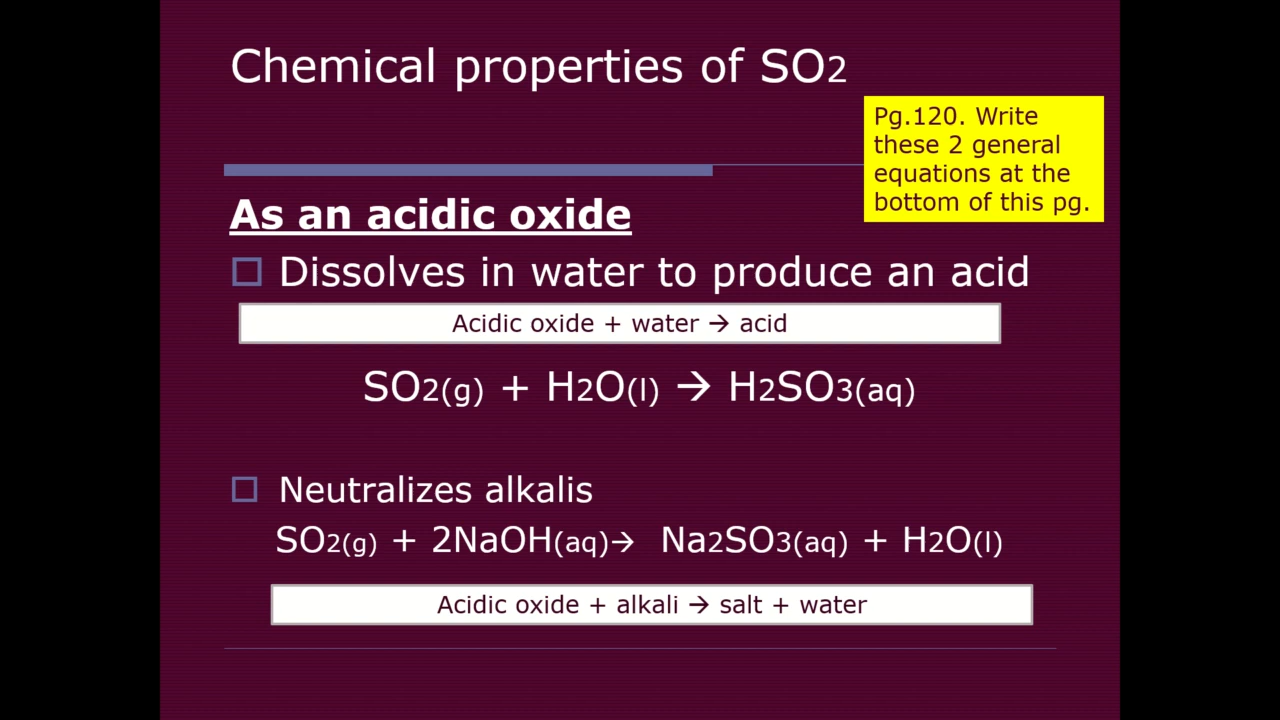 Chemical properties of SO2
Pg.120. Write
these 2 general
equations at the
bottom of this pg.
As an acidic oxide
Dissolves in water to produce an acid
Acidic oxide + water → acid
SO2(g) + H2O(l) → H2SO3(aq)
Neutralizes alkalis
SO2(g) + 2NaOH(aq)→ Na2SO3(aq) + H2O(l)
Acidic oxide + alkali → salt + water